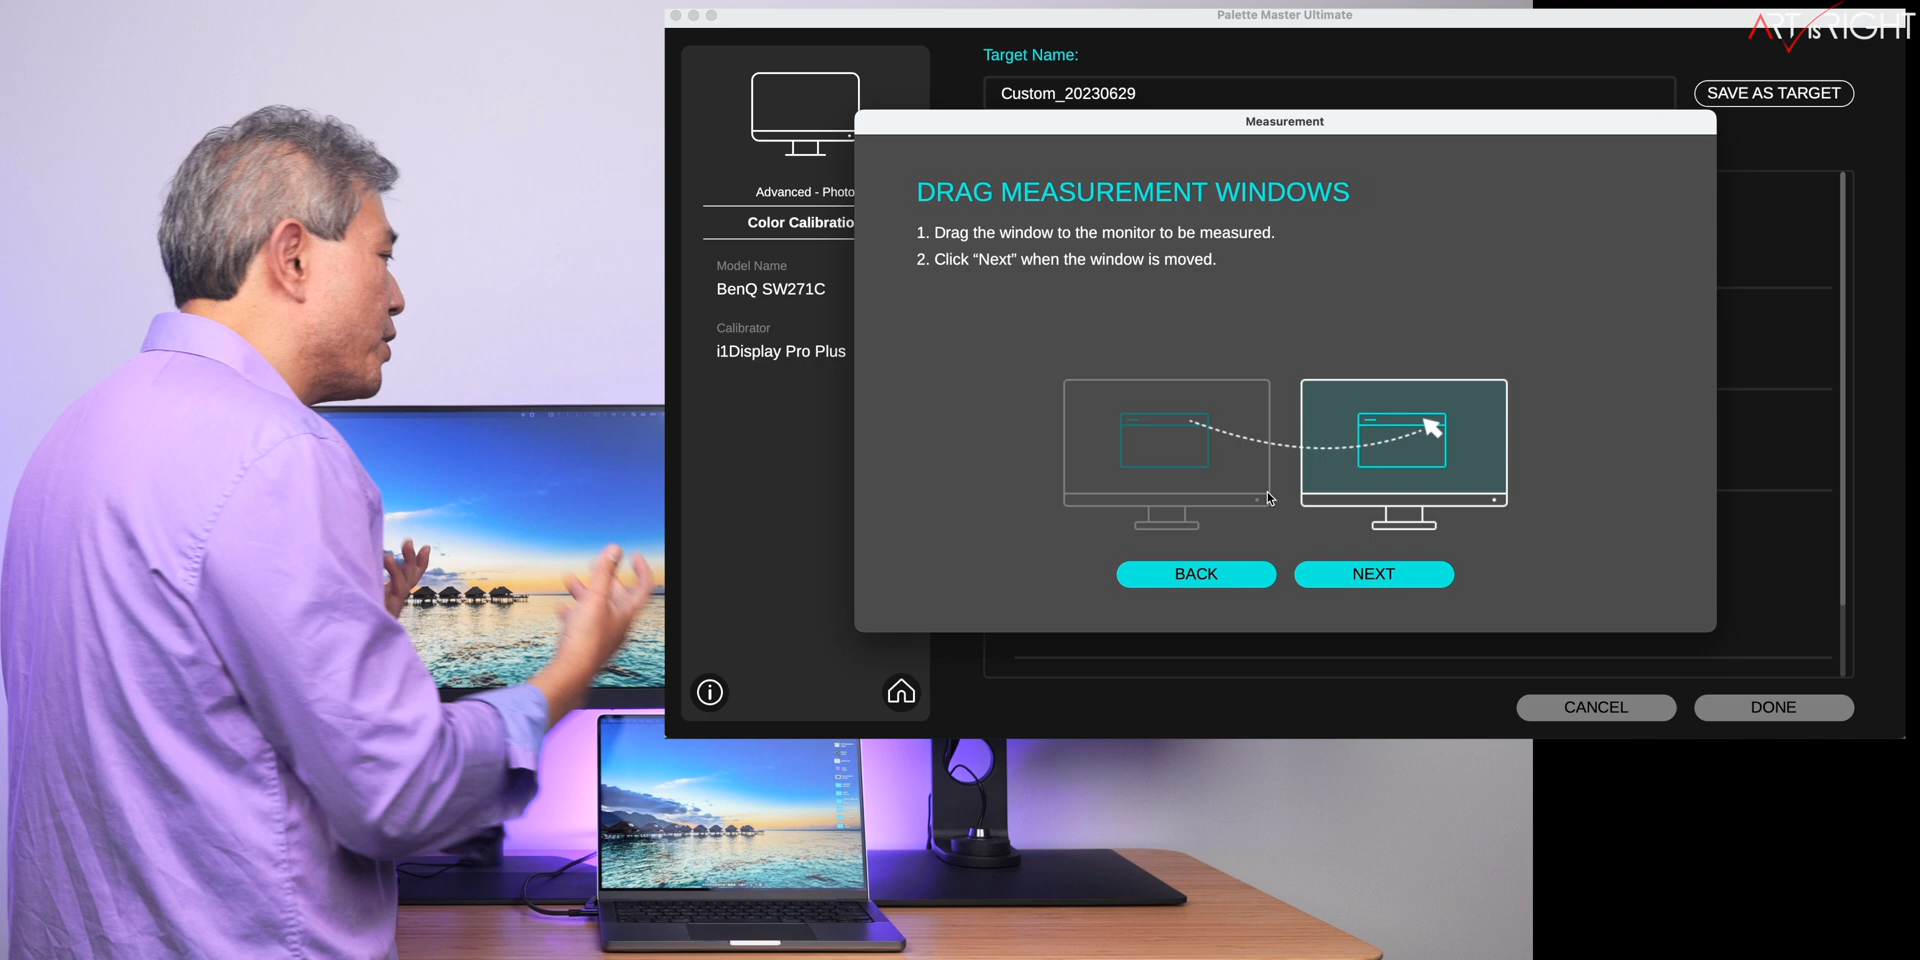 Palette Master Ultimate
ART is RIGHT
Target Name:
Custom_20230629
SAVE AS TARGET
Measurement
Advanced - Photo
Color Calibratio
Model Name
BenQ SW271C
Calibrator
i1Display Pro Plus
DRAG MEASUREMENT WINDOWS
1. Drag the window to the monitor to be measured.
2. Click “Next” when the window is moved.
BACK
NEXT
CANCEL
DONE